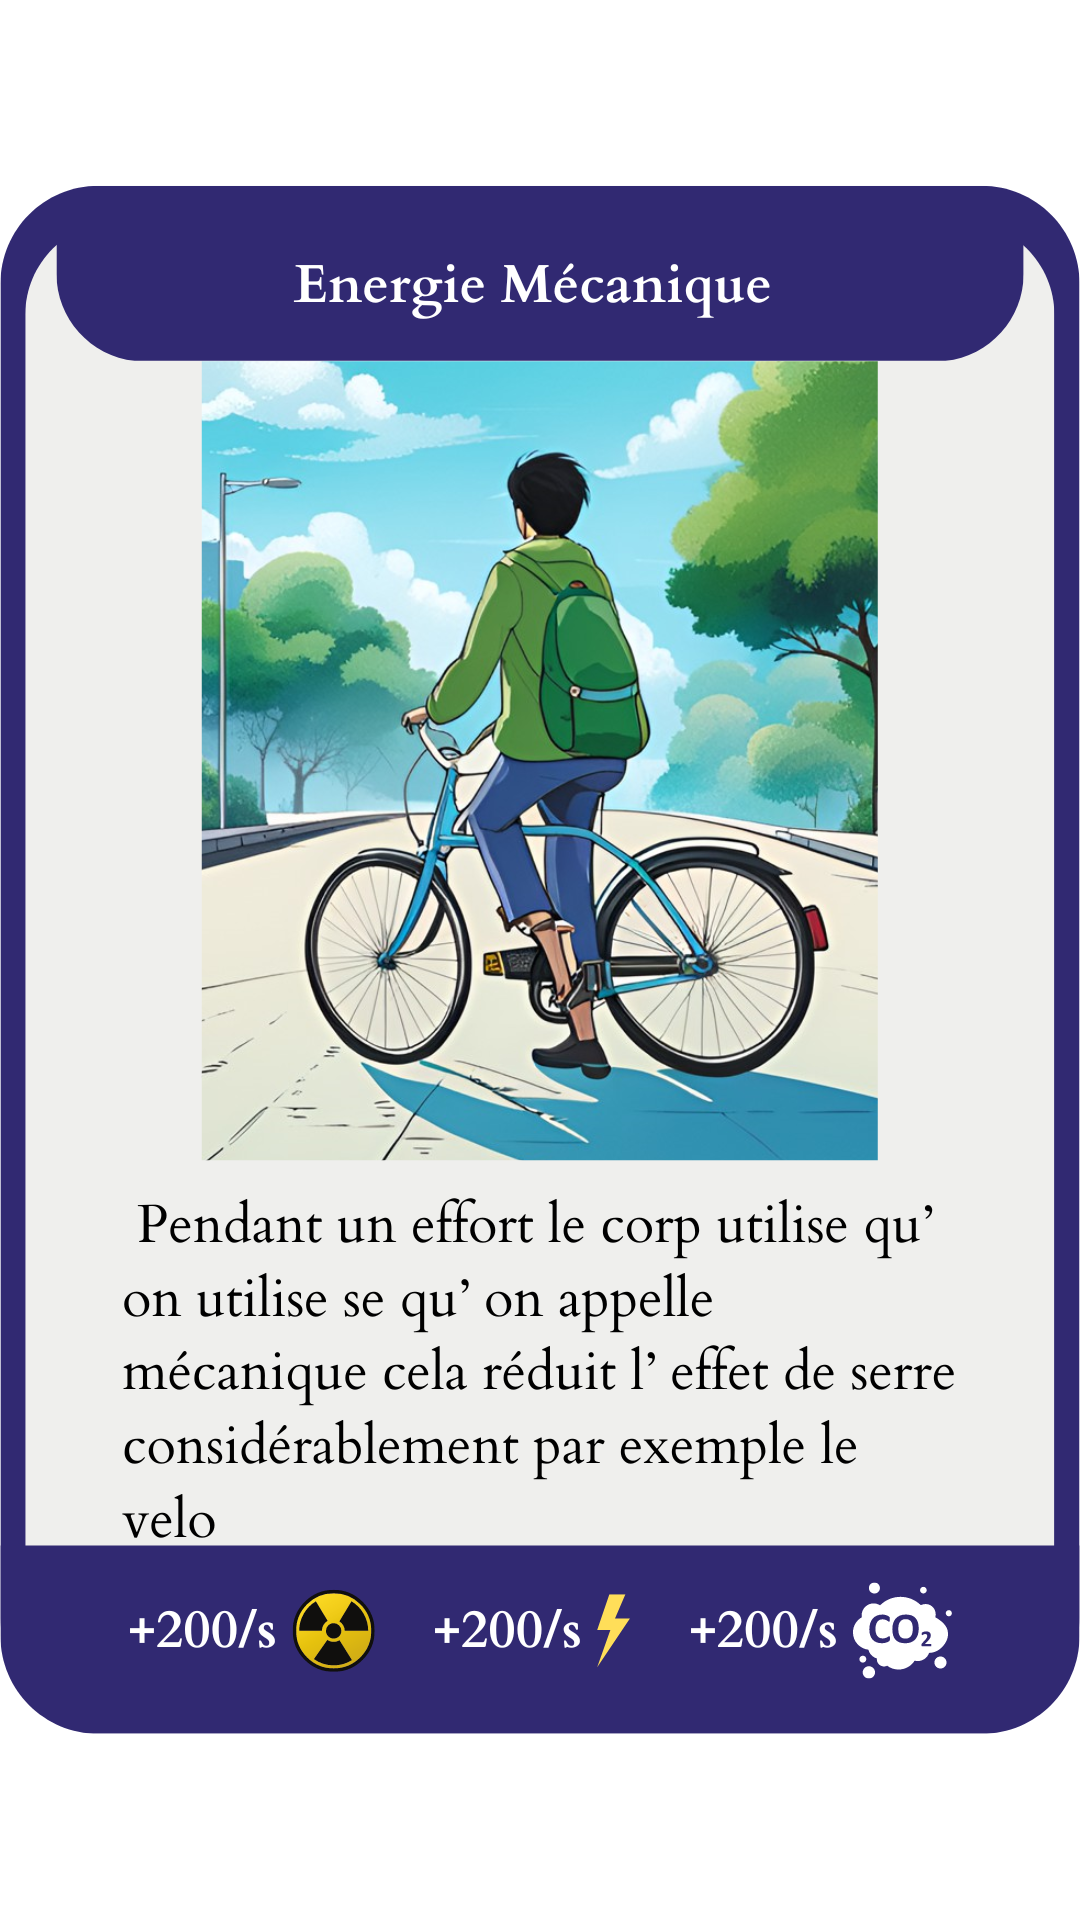 Energie Mécanique
Pendant un effort le corp utilise qu’
on utilise se qu’ on appelle
mécanique cela réduit l’ effet de serre
considérablement par exemple le
velo
+200/s +200/s +200/s CO₂